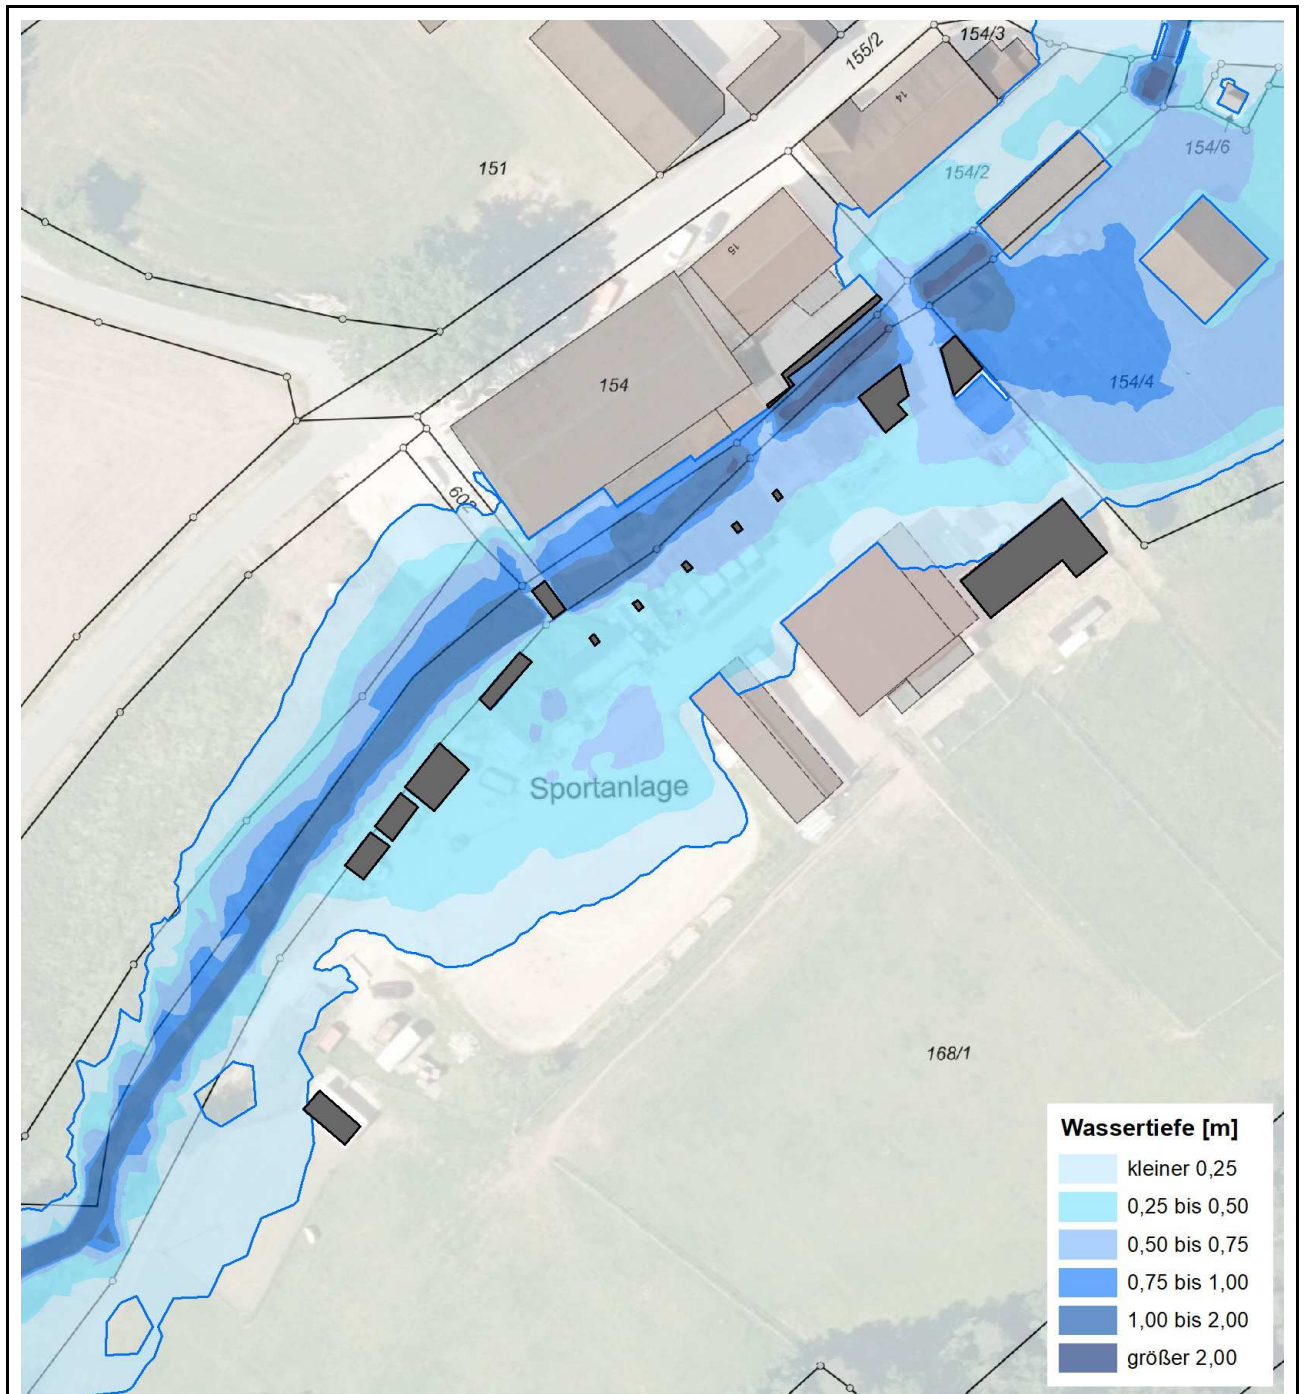 154/3
155/2
14
151
154/6
154/2
15
154
154/4
602
Sportanlage
168/1
Wassertiefe [m]
kleiner 0,25
0,25 bis 0,50
0,50 bis 0,75
0,75 bis 1,00
1,00 bis 2,00
größer 2,00